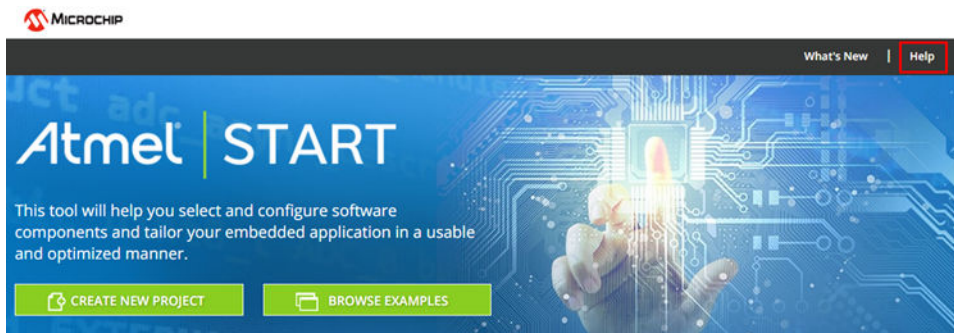 MICROCHIP
What's New | Help
Atmel | START
This tool will help you select and configure software
components and tailor your embedded application in a usable
and optimized manner.
CREATE NEW PROJECT
BROWSE EXAMPLES